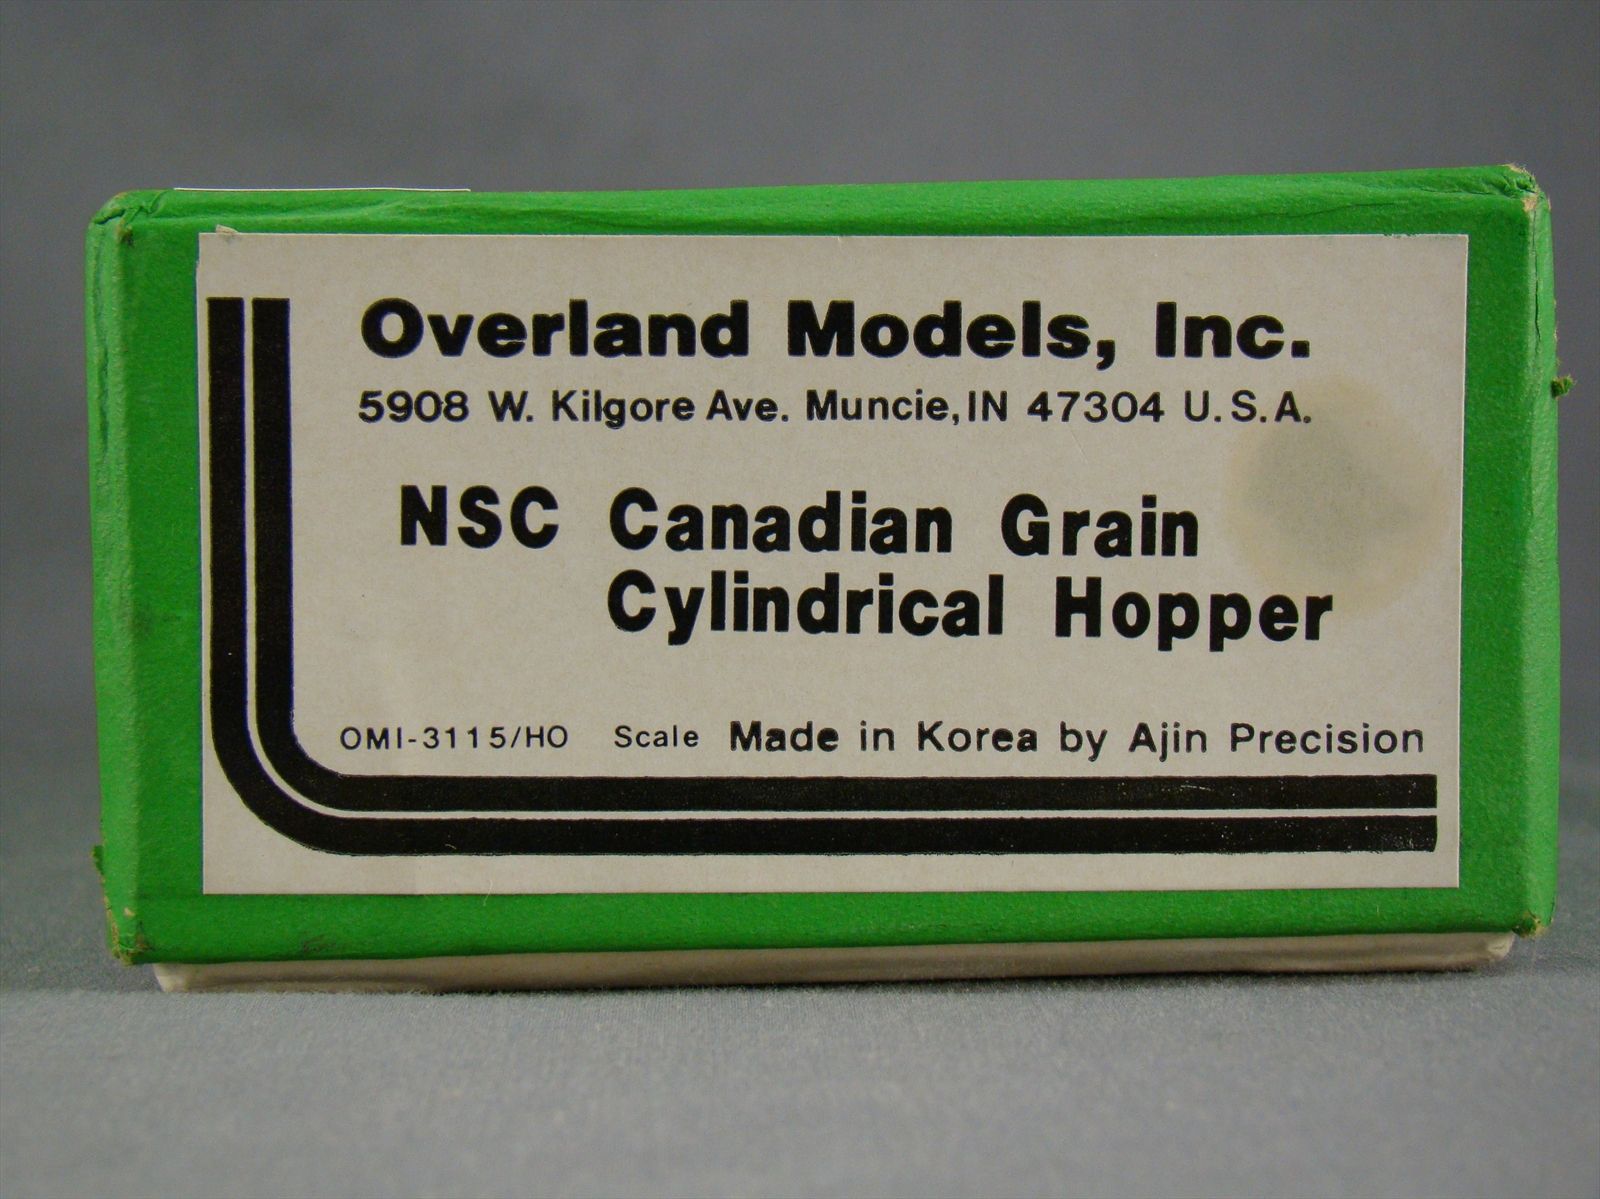 Overland Models, Inc.
5908 W. Kilgore Ave. Muncie, IN 47304 U.S.A.
NSC Canadian Grain
Cylindrical Hopper
OMI-3115/HO Scale Made in Korea by Ajin Precision